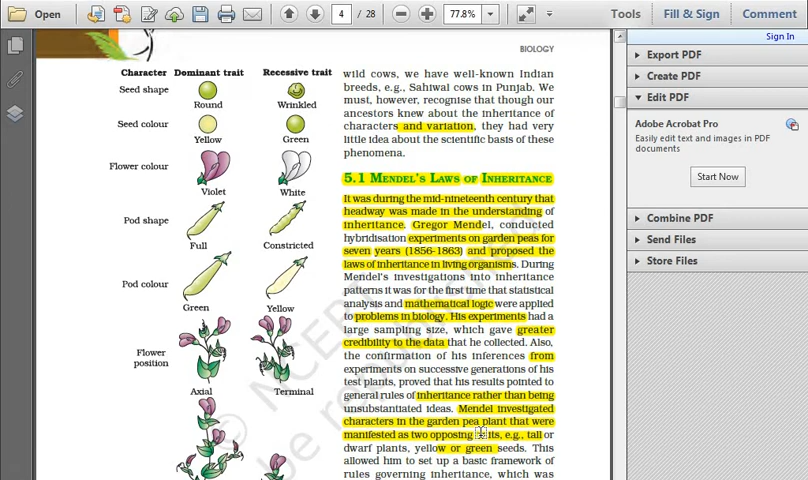 Open
4
/ 28
77.8%
Tools
Fill & Sign
Comment
Sign In
Export PDF
Create PDF
Edit PDF
Adobe Acrobat Pro
Easily edit text and images in PDF
documents
Start Now
Combine PDF
Send Files
Store Files
BIOLOGY
Character Dominant trait Recessive trait
Seed shape
Round
Wrinkled
Seed colour
Yellow
Green
Flower colour
Violet
White
Pod shape
Full
Constricted
Pod colour
Green
Yellow
Flower
position
Axial
Terminal
wild cows, we have well-known Indian
breeds, e.g., Sahiwal cows in Punjab. We
must, however, recognise that though our
ancestors knew about the inheritance of
characters and variation, they had very
little idea about the scientific basis of these
phenomena.
5.1 MENDEL'S LAWS OF INHERITANCE
It was during the mid-nineteenth century that
headway was made in the understanding of
inheritance. Gregor Mendel, conducted
hybridisation experiments on garden peas for
seven years (1856-1863) and proposed the
laws of inheritance in living organisms. During
Mendel's investigations into inheritance
patterns it was for the first time that statistical
analysis and mathematical logic were applied
to problems in biology. His experiments had a
large sampling size, which gave greater
credibility to the data that he collected. Also,
the confirmation of his inferences from
experiments on successive generations of his
test plants, proved that his results pointed to
general rules of inheritance rather than being
unsubstantiated ideas. Mendel investigated
characters in the garden pea plant that were
manifested as two opposing its, e.g., tall or
dwarf plants, yellow or green seeds. This
allowed him to set up a basic framework of
rules governing inheritance, which was
© NCERT
be rep